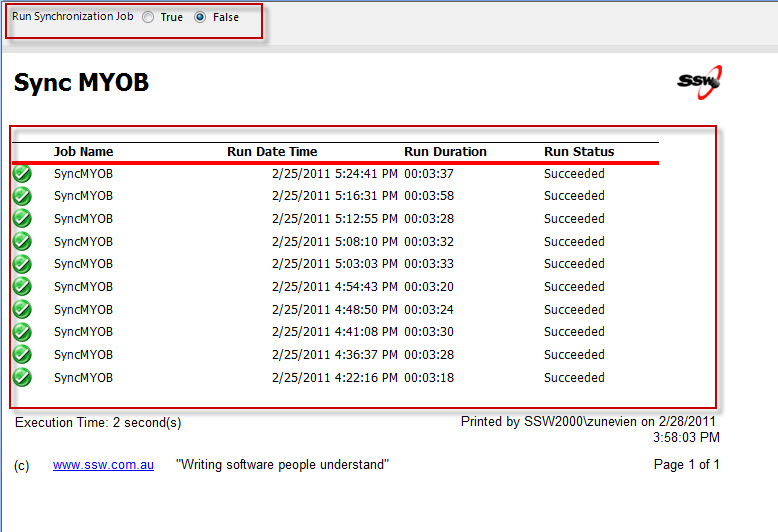 Run Synchronization Job True False
Sync MYOB
SSW
Job Name Run Date Time Run Duration Run Status
SyncMYOB 2/25/2011 5:24:41 PM 00:03:37 Succeeded
SyncMYOB 2/25/2011 5:16:31 PM 00:03:58 Succeeded
SyncMYOB 2/25/2011 5:12:55 PM 00:03:28 Succeeded
SyncMYOB 2/25/2011 5:08:10 PM 00:03:32 Succeeded
SyncMYOB 2/25/2011 5:03:03 PM 00:03:33 Succeeded
SyncMYOB 2/25/2011 4:54:43 PM 00:03:20 Succeeded
SyncMYOB 2/25/2011 4:48:50 PM 00:03:24 Succeeded
SyncMYOB 2/25/2011 4:41:08 PM 00:03:30 Succeeded
SyncMYOB 2/25/2011 4:36:37 PM 00:03:28 Succeeded
SyncMYOB 2/25/2011 4:22:16 PM 00:03:18 Succeeded
Execution Time: 2 second(s) Printed by SSW2000\zunevien on 2/28/2011
3:58:03 PM
(c) www.ssw.com.au "Writing software people understand" Page 1 of 1